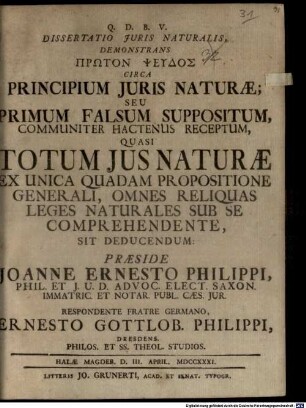 Q. D. B. V.
DISSERTATIO JURIS NATURALIS,
DEMONSTRANS
ΠΡΩΤΟΝ ΨΕΥΔΟΣ
CIRCA
PRINCIPIUM JURIS NATURÆ;
SEU
PRIMUM FALSUM SUPPOSITUM,
COMMUNITER HACTENUS RECEPTUM,
QUASI
TOTUM JUS NATURÆ
EX UNICA QUADAM PROPOSITIONE
GENERALI, OMNES RELIQUAS
LEGES NATURALES SUB SE
COMPREHENDENTE,
SIT DEDUCENDUM:
PRÆSIDE
JOANNE ERNESTO PHILIPPI,
PHIL. ET J. U. D. ADVOC. ELECT. SAXON.
IMMATRIC. ET NOTAR. PUBL. CÆS. JUR.
RESPONDENTE FRATRE GERMANO,
ERNESTO GOTTLOB. PHILIPPI,
DRESDENS.
PHILOS. ET SS. THEOL. STUDIOS.
HALÆ MAGDEB. D. III. APRIL. MDCCXXXI.
LITTERIS JO. GRUNERTI, ACAD. ET SENAT. TYPOGR.